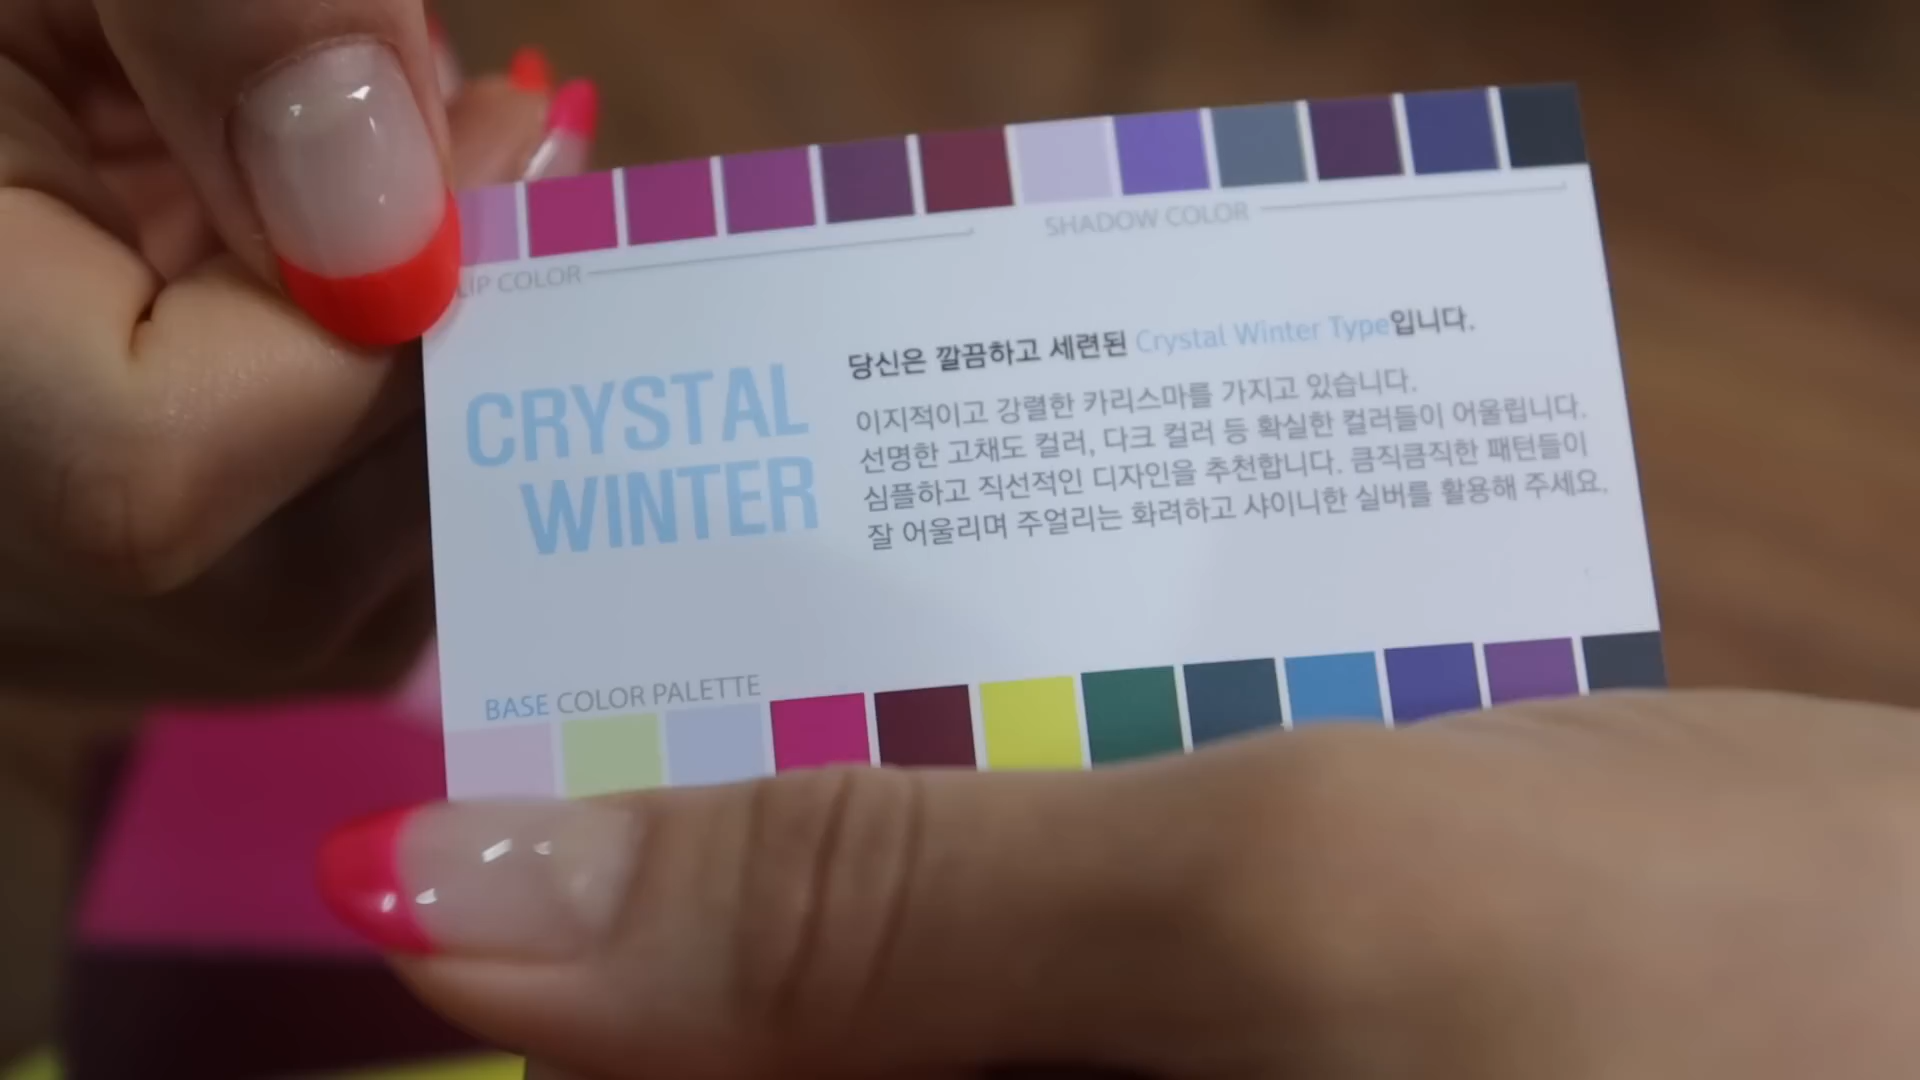 LIP COLOR
SHADOW COLOR
CRYSTAL
WINTER
당신은 깔끔하고 세련된 Crystal Winter Type입니다.
이지적이고 강렬한 카리스마를 가지고 있습니다.
선명한 고채도 컬러, 다크 컬러 등 확실한 컬러들이 어울립니다.
심플하고 직선적인 디자인을 추천합니다. 큼직큼직한 패턴들이
잘 어울리며 주얼리는 화려하고 샤이니한 실버를 활용해 주세요.
BASE COLOR PALETTE